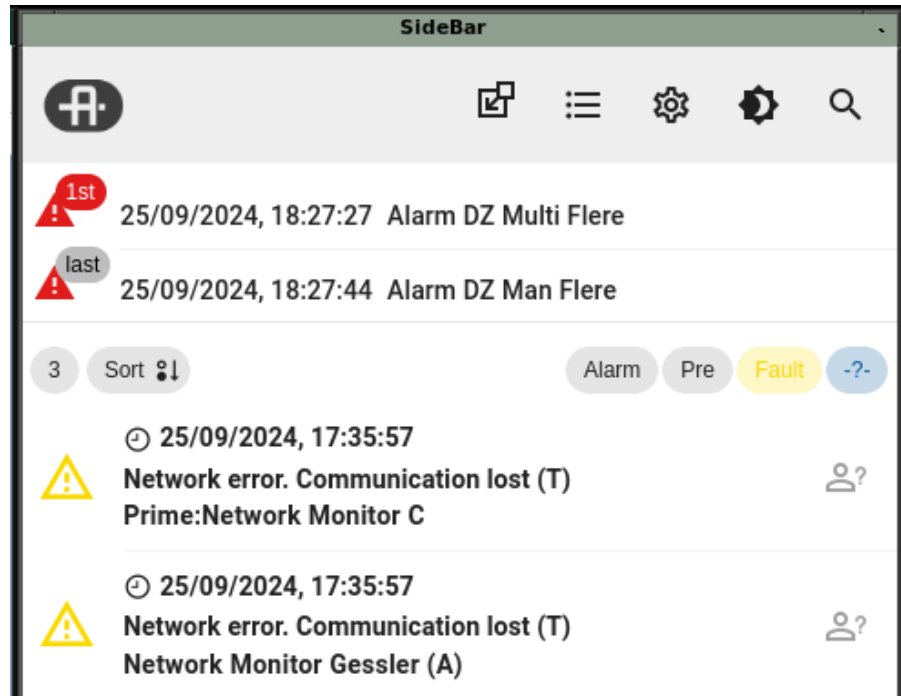 SideBar
1st
25/09/2024, 18:27:27 Alarm DZ Multi Flere
last
25/09/2024, 18:27:44 Alarm DZ Man Flere
3 Sort Alarm Pre Fault -?-
25/09/2024, 17:35:57
Network error. Communication lost (T)
Prime:Network Monitor C
?
25/09/2024, 17:35:57
Network error. Communication lost (T)
Network Monitor Gessler (A)
?